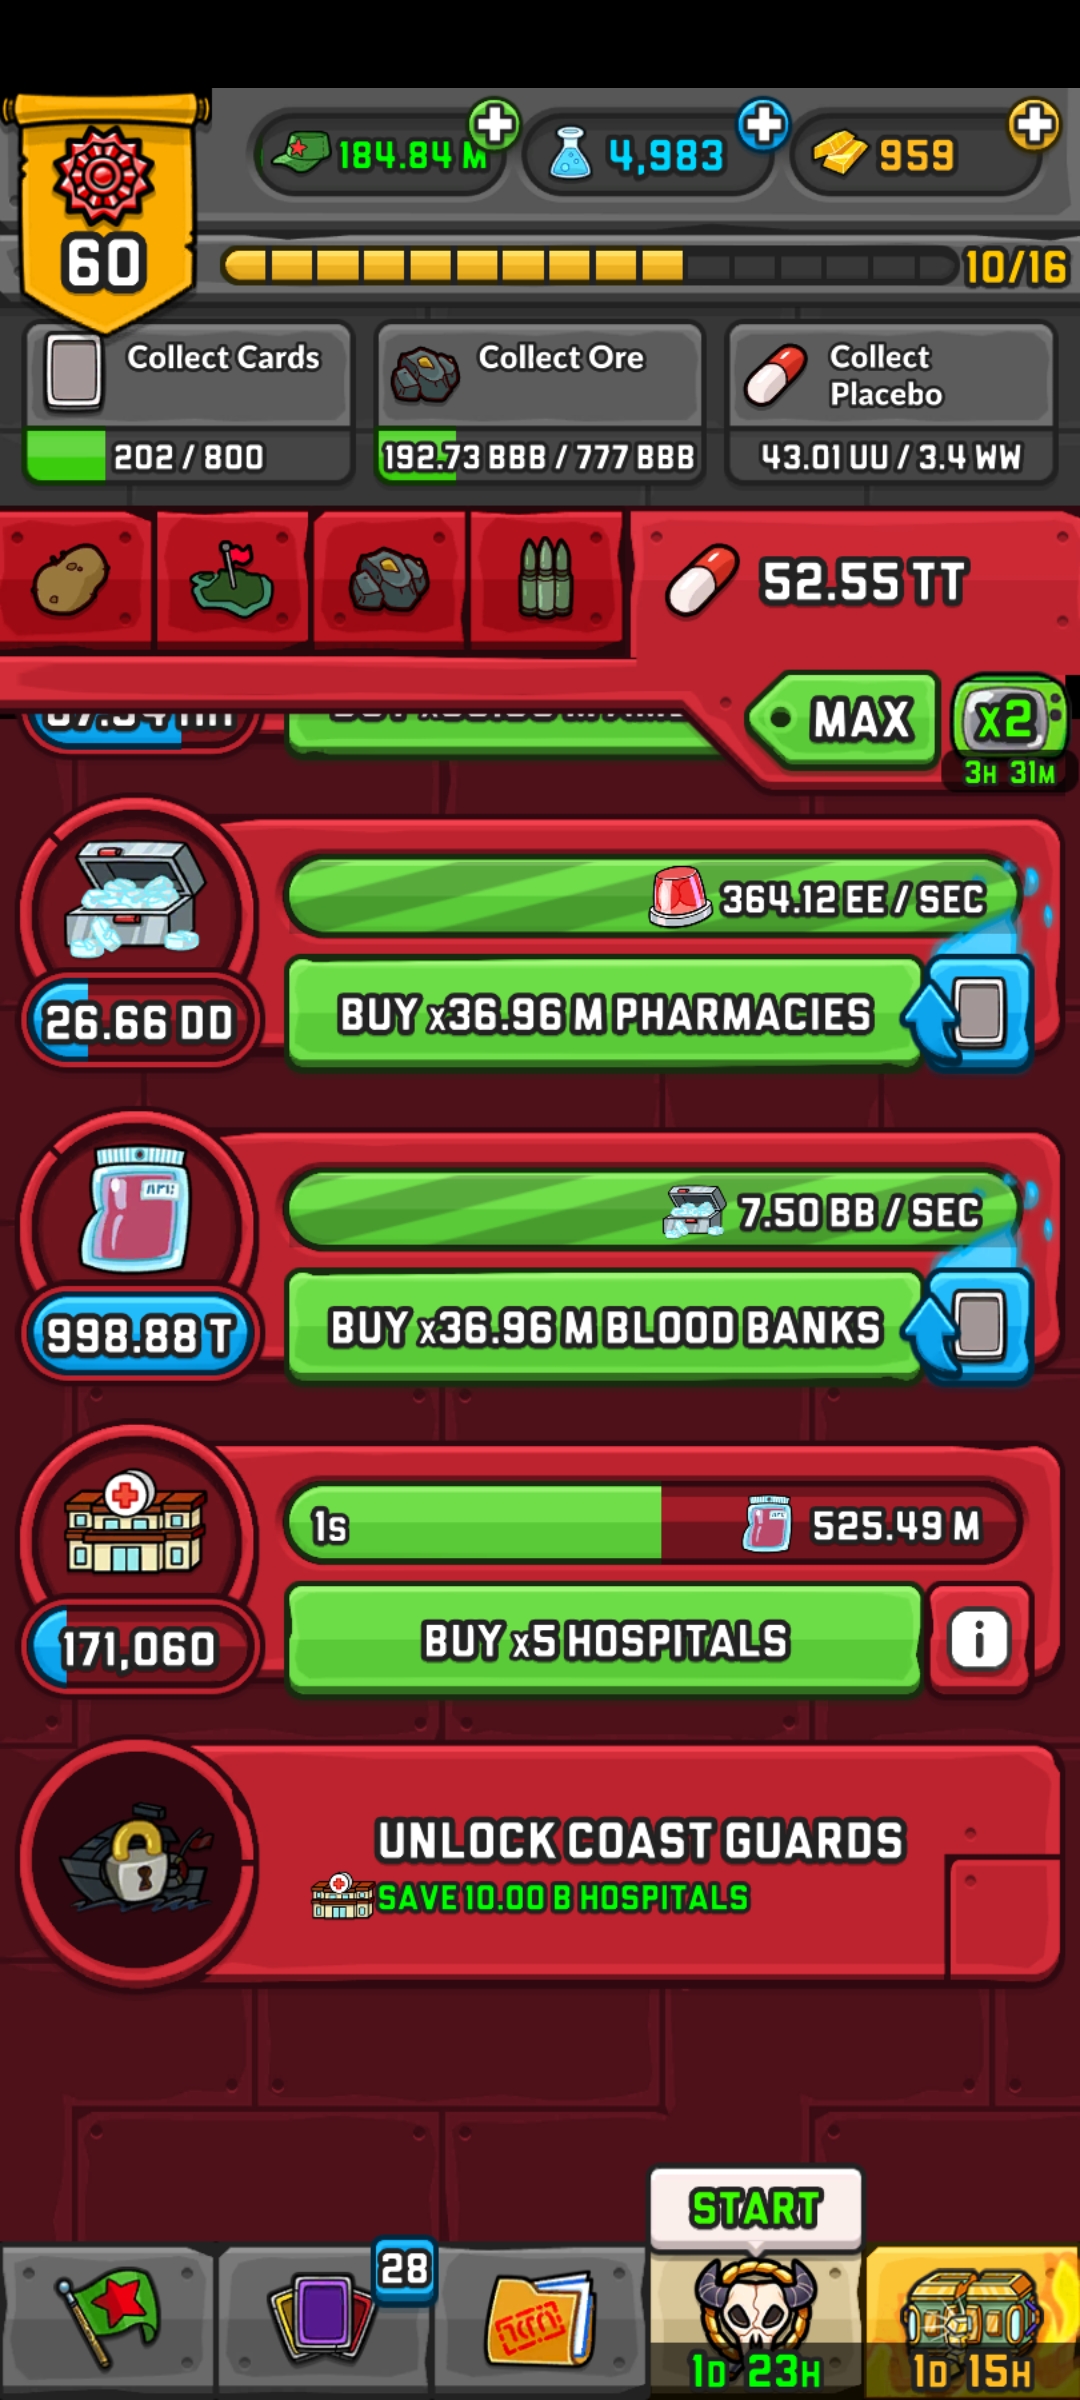 60
184.84 M
4,983
959
10/16
Collect Cards
202 / 800
Collect Ore
192.73 BBB / 777 BBB
Collect
Placebo
43.01 UU / 3.4 WW
52.55 TT
MAX
x2
3H 31M
364.12 EE / SEC
26.66 DD
BUY x36.96 M PHARMACIES
7.50 BB / SEC
998.88 T
BUY x36.96 M BLOOD BANKS
1s
525.49 M
171,060
BUY x5 HOSPITALS
i
UNLOCK COAST GUARDS
SAVE 10.00 B HOSPITALS
START
28
1D 23H
1D 15H